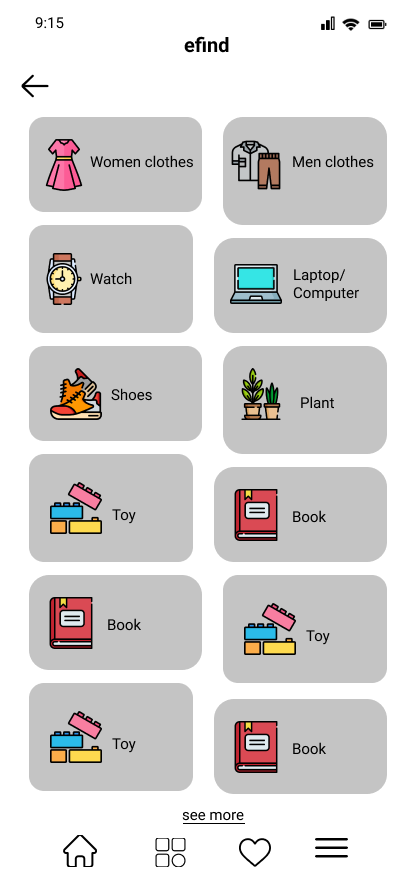 9:15
efind
Women clothes
Men clothes
Watch
Laptop/
Computer
Shoes
Plant
Toy
Book
Book
Toy
Toy
Book
see more